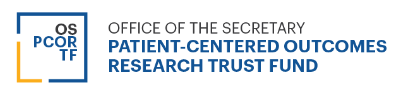 OS
PCOR
TF
OFFICE OF THE SECRETARY
PATIENT-CENTERED OUTCOMES
RESEARCH TRUST FUND